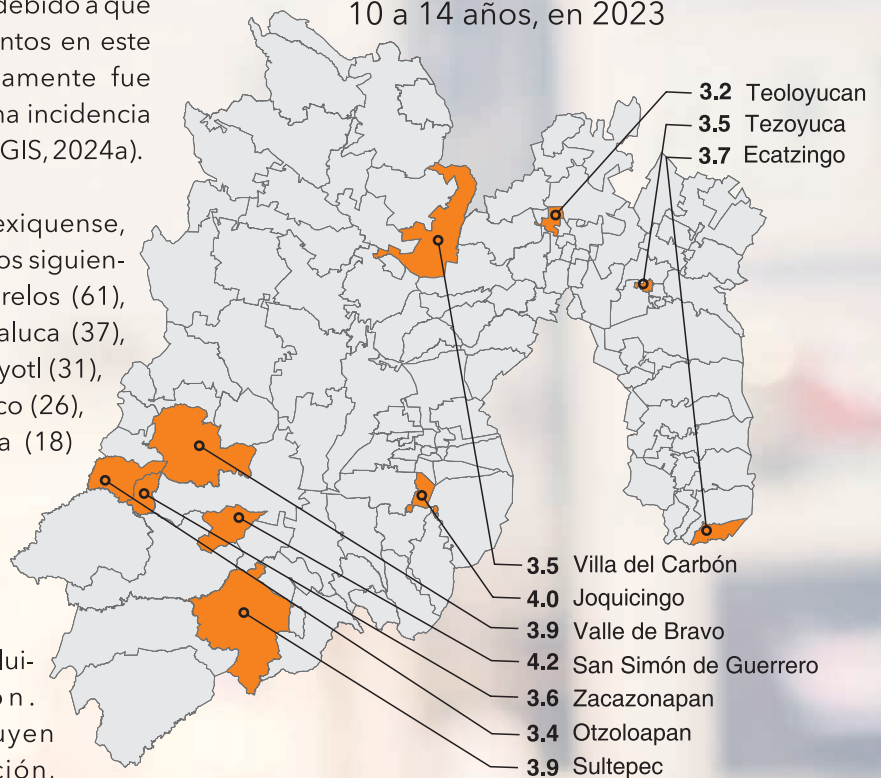 debido a que
ntos en este
amente fue
na incidencia
GIS, 2024a).
exiquense,
os siguien-
relos (61),
aluca (37),
yotl (31),
co (26),
a (18)
lui-
n.
uyen
ción,
10 a 14 años, en 2023
3.2 Teoloyucan
3.5 Tezoyuca
3.7 Ecatzingo
3.5 Villa del Carbón
4.0 Joquicingo
3.9 Valle de Bravo
4.2 San Simón de Guerrero
3.6 Zacazonapan
3.4 Otzoloapan
3.9 Sultepec